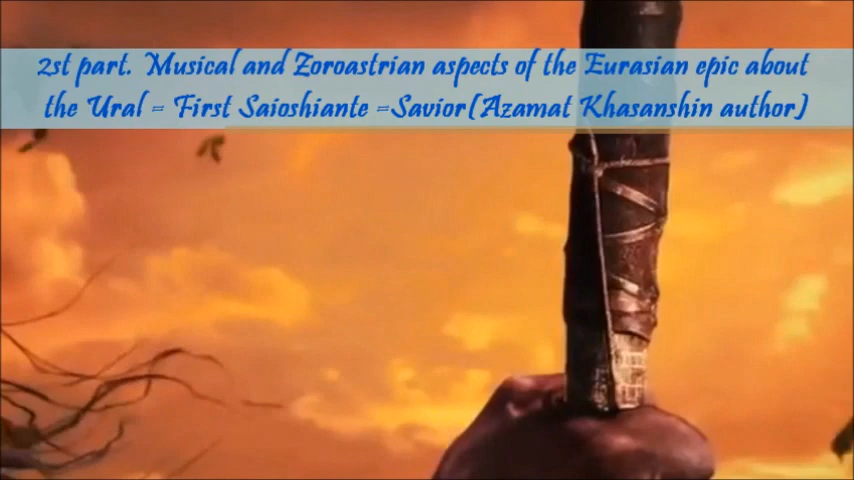 2st part. Musical and Zoroastrian aspects of the Eurasian epic about
the Ural = First Saioshiante =Savior(Azamat Khasanshin author)